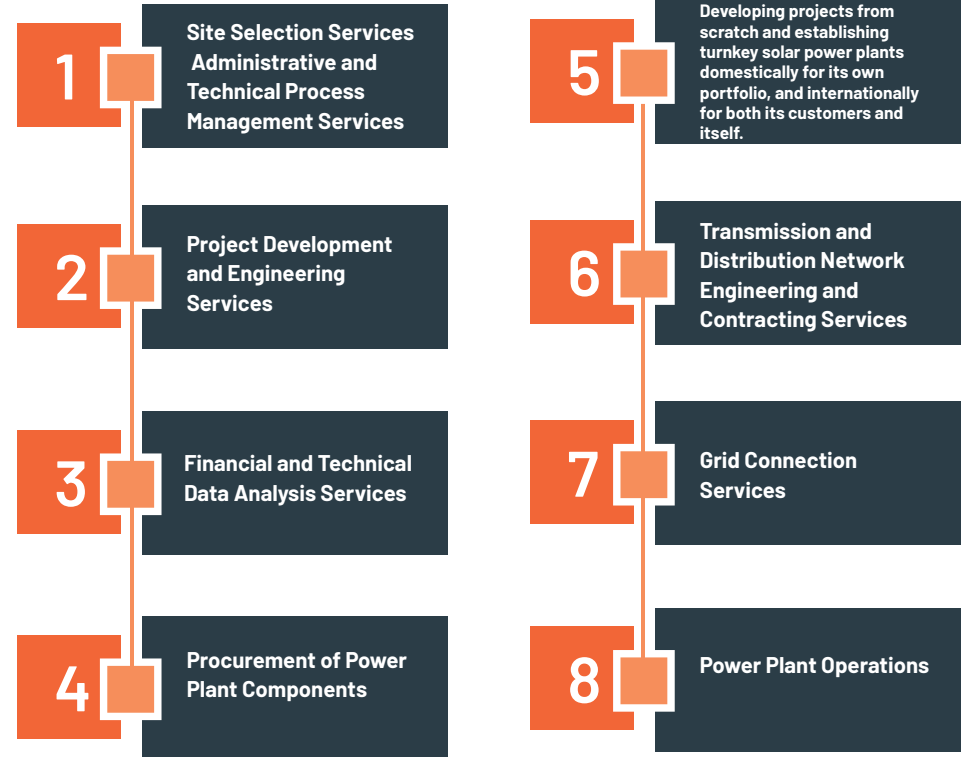 1
Site Selection Services
Administrative and
Technical Process
Management Services
2
Project Development
and Engineering
Services
3
Financial and Technical
Data Analysis Services
4
Procurement of Power
Plant Components
5
Developing projects from
scratch and establishing
turnkey solar power plants
domestically for its own
portfolio, and internationally
for both its customers and
itself.
6
Transmission and
Distribution Network
Engineering and
Contracting Services
7
Grid Connection
Services
8
Power Plant Operations